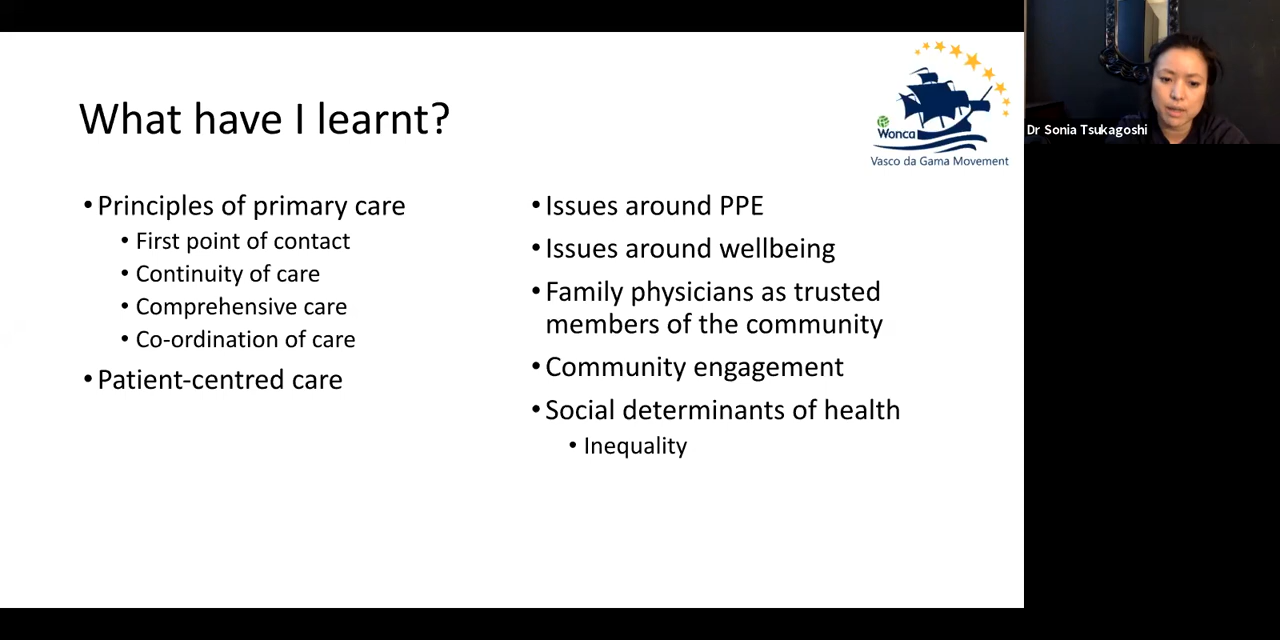 What have I learnt?
• Principles of primary care
• First point of contact
• Continuity of care
• Comprehensive care
• Co-ordination of care
• Patient-centred care
• Issues around PPE
• Issues around wellbeing
• Family physicians as trusted
members of the community
• Community engagement
• Social determinants of health
• Inequality
Wonca
Vasco da Gama Movement
Dr Sonia Tsukagoshi